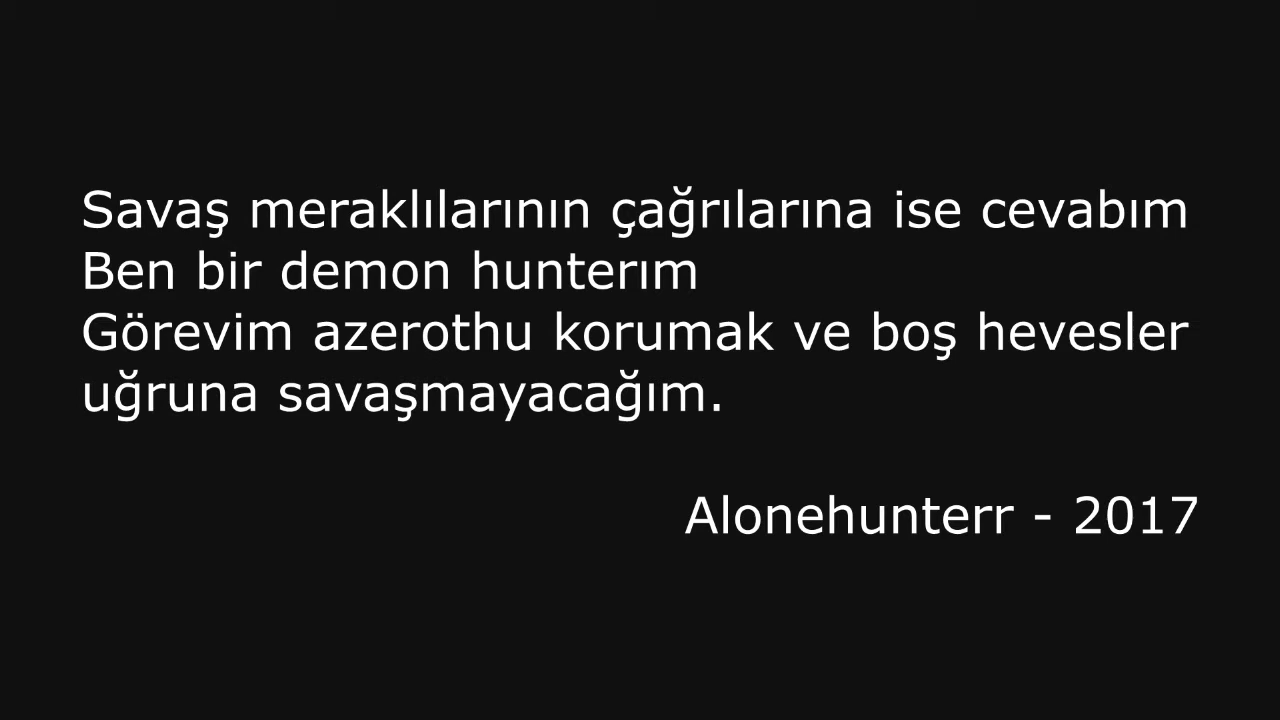 Savaş meraklılarının çağrılarına ise cevabım
Ben bir demon hunterım
Görevim azerothu korumak ve boş hevesler
uğruna savaşmayacağım.
Alonehunterr - 2017